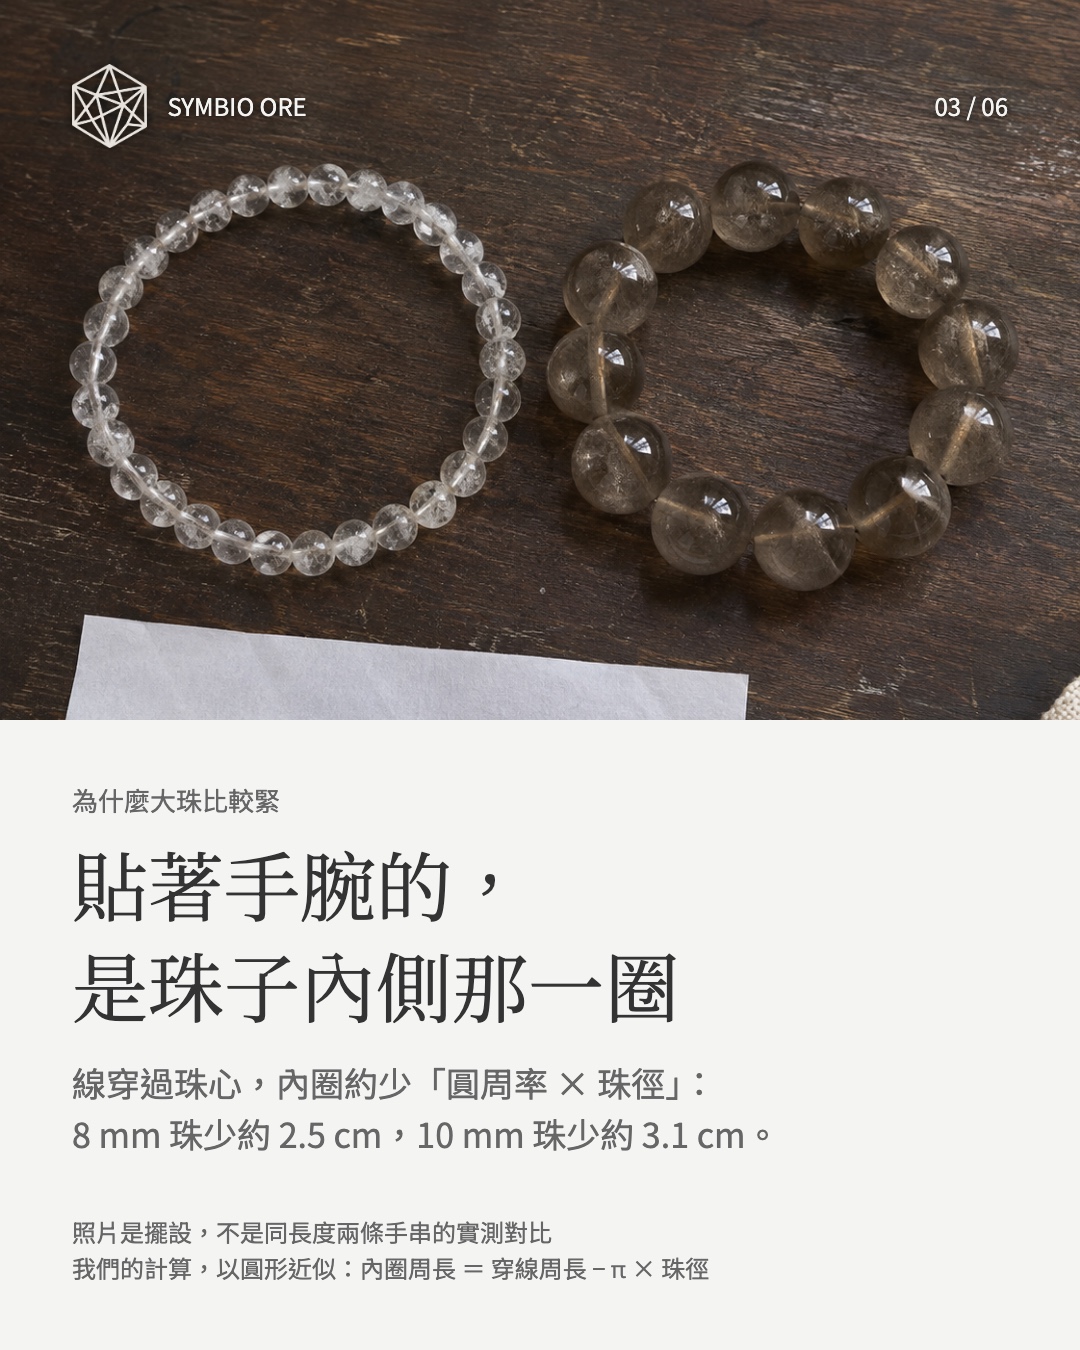 SYMBIO ORE
03 / 06
為什麼大珠比較緊
貼著手腕的，
是珠子內側那一圈
線穿過珠心，內圈約少「圓周率 × 珠徑」：
8 mm 珠少約 2.5 cm，10 mm 珠少約 3.1 cm。
照片是擺設，不是同長度兩條手串的實測對比
我們的計算，以圓形近似：內圈周長 ＝ 穿線周長 − π × 珠徑